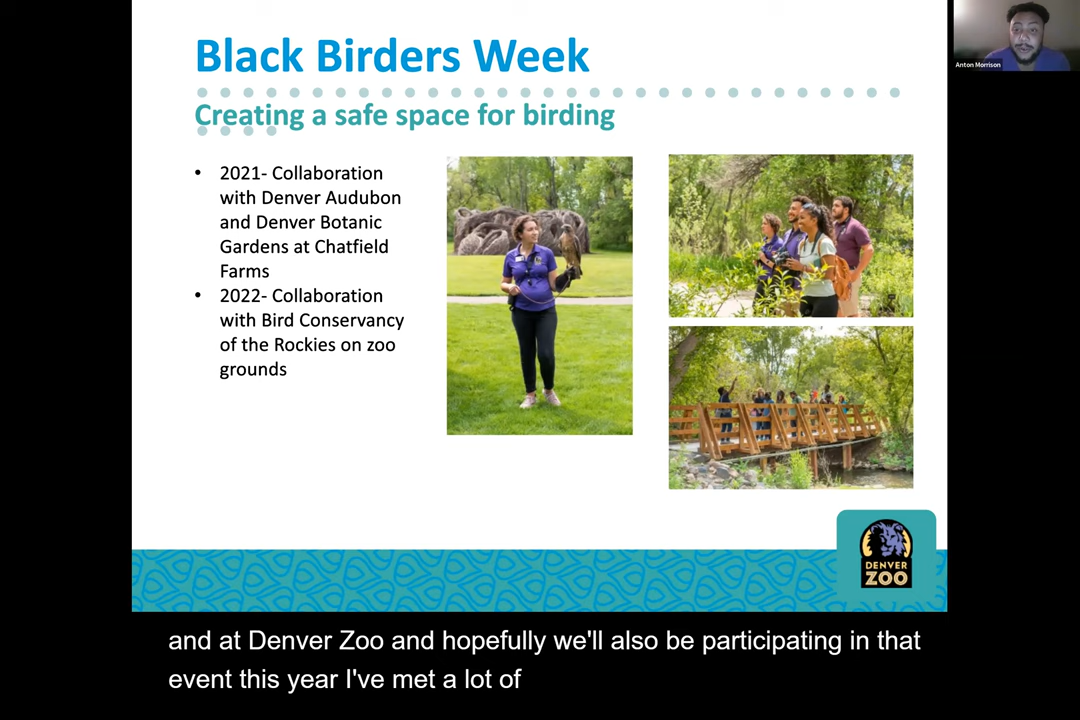 Black Birders Week
Creating a safe space for birding
• 2021- Collaboration
with Denver Audubon
and Denver Botanic
Gardens at Chatfield
Farms
• 2022- Collaboration
with Bird Conservancy
of the Rockies on zoo
grounds
DENVER
ZOO
Anton Morrison
and at Denver Zoo and hopefully we'll also be participating in that
event this year I've met a lot of